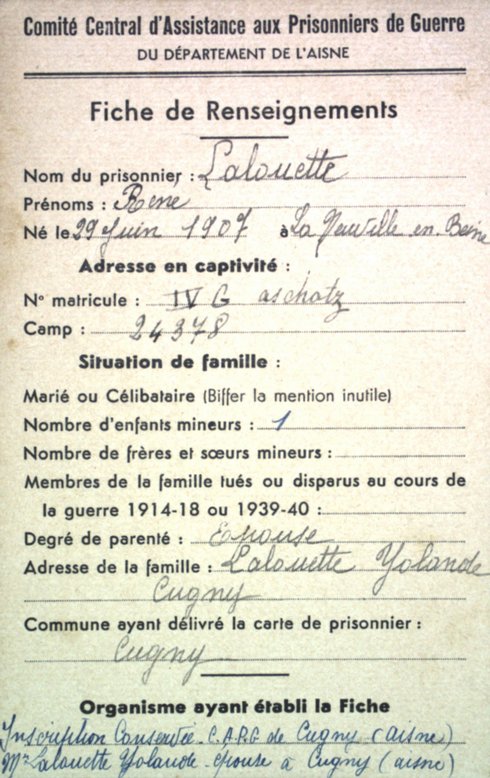 Comité Central d'Assistance aux Prisonniers de Guerre
DU DÉPARTEMENT DE L'AISNE
Fiche de Renseignements
Nom du prisonnier : Lalouette
Prénoms : Rene
Né le 29 Juin 1907 à La Neuville en Beine
Adresse en captivité :
N° matricule : IV G aschatz
Camp : 24378
Situation de famille :
Marié ou Célibataire (Biffer la mention inutile)
Nombre d'enfants mineurs : 1
Nombre de frères et sœurs mineurs :
Membres de la famille tués ou disparus au cours de
la guerre 1914-18 ou 1939-40 :
Degré de parenté : Epouse
Adresse de la famille : Lalouette Yolande
Cugny
Commune ayant délivré la carte de prisonnier :
Cugny
Organisme ayant établi la Fiche
Inscription Conservée C.A.P.G de Cugny (aisne)
Me Lalouette Yolande épouse à Cugny (aisne)